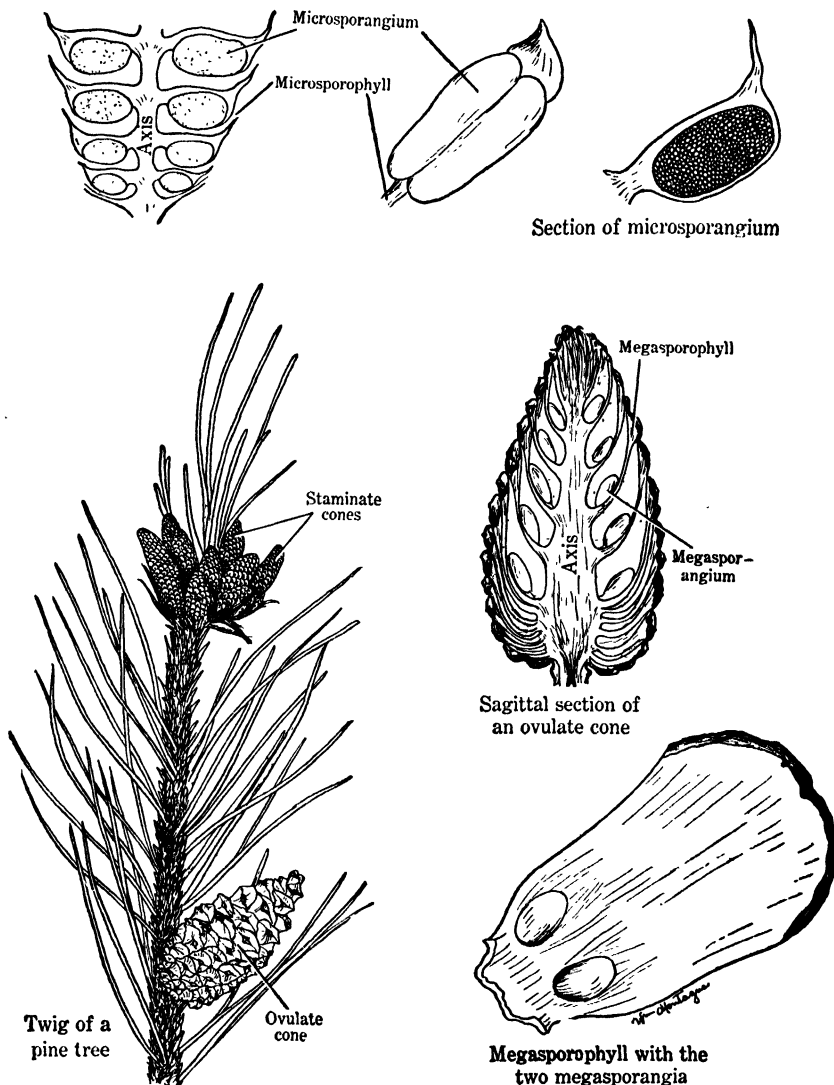 Microsporangium
Microsporophyll
Axis
Section of microsporangium
Megasporophyll
Staminate
cones
Axis
Megaspor-
angium
Sagittal section of
an ovulate cone
Ovulate
cone
Twig of a
pine tree
Megasporophyll with the
two megasporangia